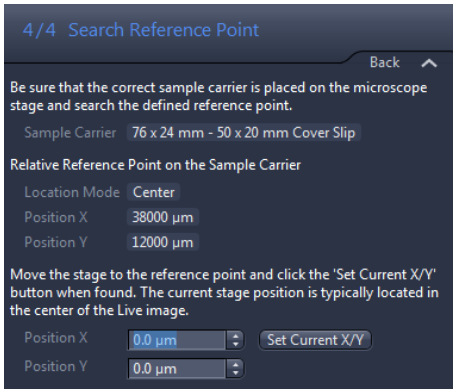 4/4 Search Reference Point
Back
Be sure that the correct sample carrier is placed on the microscope
stage and search the defined reference point.
Sample Carrier 76 x 24 mm - 50 x 20 mm Cover Slip
Relative Reference Point on the Sample Carrier
Location Mode Center
Position X 38000 µm
Position Y 12000 µm
Move the stage to the reference point and click the 'Set Current X/Y'
button when found. The current stage position is typically located in
the center of the Live image.
Position X 0.0 µm Set Current X/Y
Position Y 0.0 µm